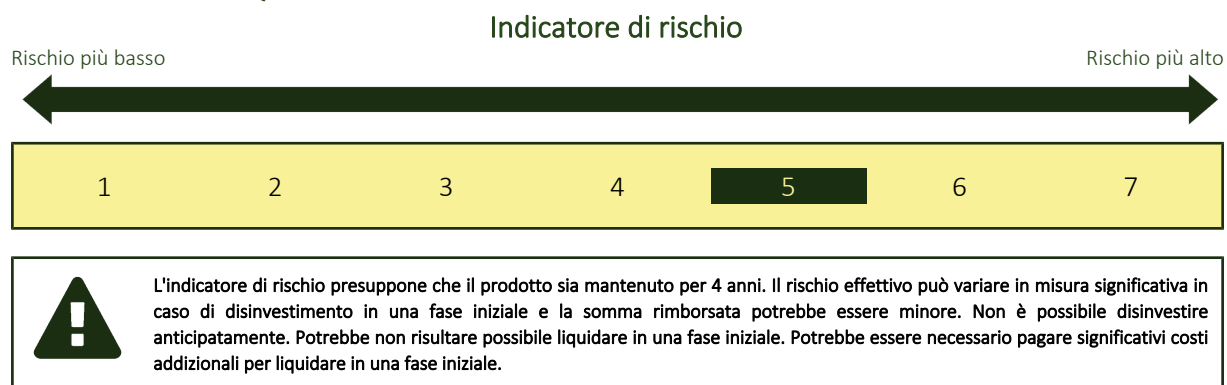 Indicatore di rischio
Rischio più basso
Rischio più alto
1 2 3 4 5 6 7
L'indicatore di rischio presuppone che il prodotto sia mantenuto per 4 anni. Il rischio effettivo può variare in misura significativa in
caso di disinvestimento in una fase iniziale e la somma rimborsata potrebbe essere minore. Non è possibile disinvestire
anticipatamente. Potrebbe non risultare possibile liquidare in una fase iniziale. Potrebbe essere necessario pagare significativi costi
addizionali per liquidare in una fase iniziale.